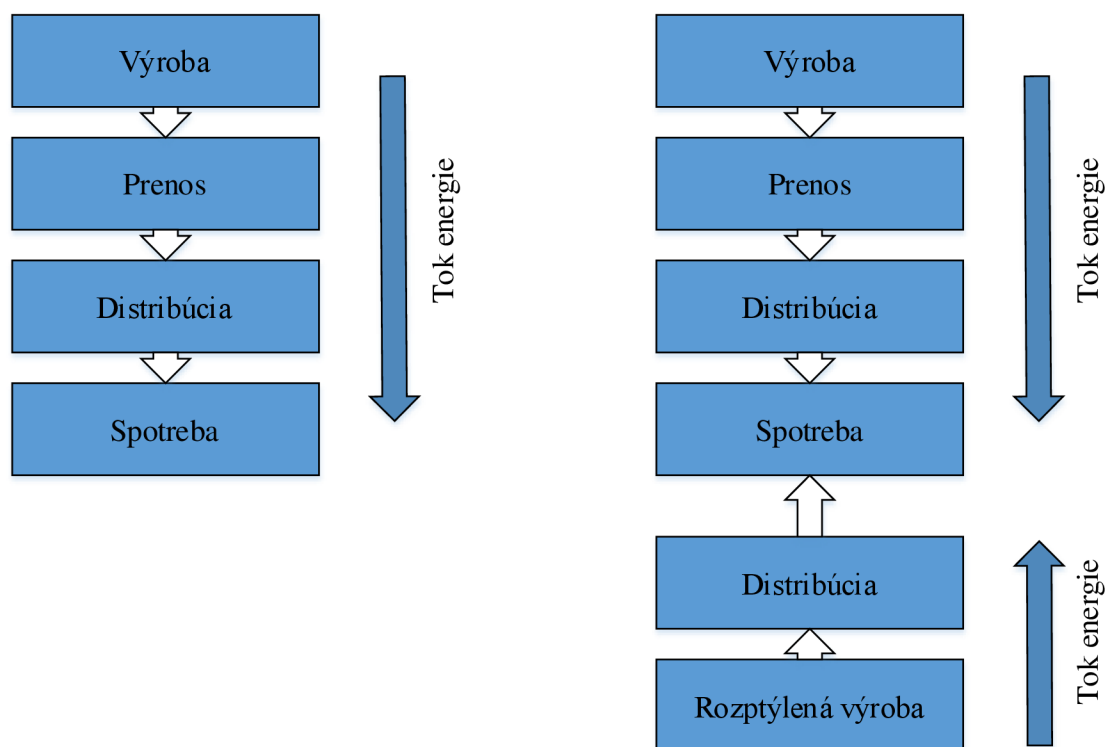 Výroba
Prenos
Distribúcia
Spotreba
Tok energie
Výroba
Prenos
Distribúcia
Spotreba
Distribúcia
Rozptýlená výroba
Tok energie
Tok energie